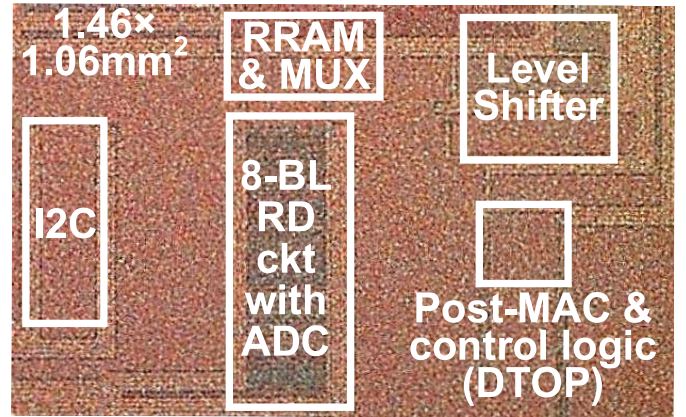 1.46×
1.06mm²
RRAM
& MUX
Level
Shifter
I2C
8-BL
RD
ckt
with
ADC
Post-MAC &
control logic
(DTOP)